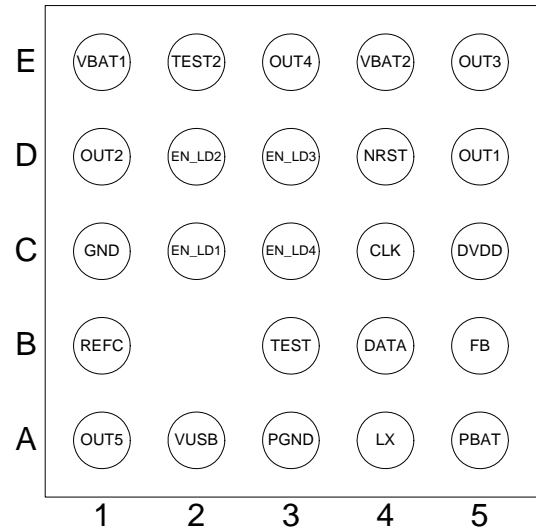 E VBAT1 TEST2 OUT4 VBAT2 OUT3
D OUT2 EN_LD2 EN_LD3 NRST OUT1
C GND EN_LD1 EN_LD4 CLK DVDD
B REFC TEST DATA FB
A OUT5 VUSB PGND LX PBAT
1 2 3 4 5